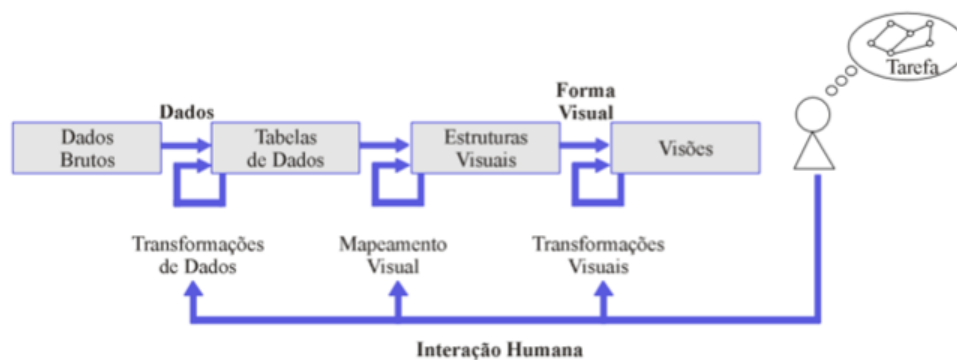 Tarefa
Dados
Forma
Visual
Dados
Brutos
Tabelas
de Dados
Estruturas
Visuais
Visões
Transformações
de Dados
Mapeamento
Visual
Transformações
Visuais
Interação Humana